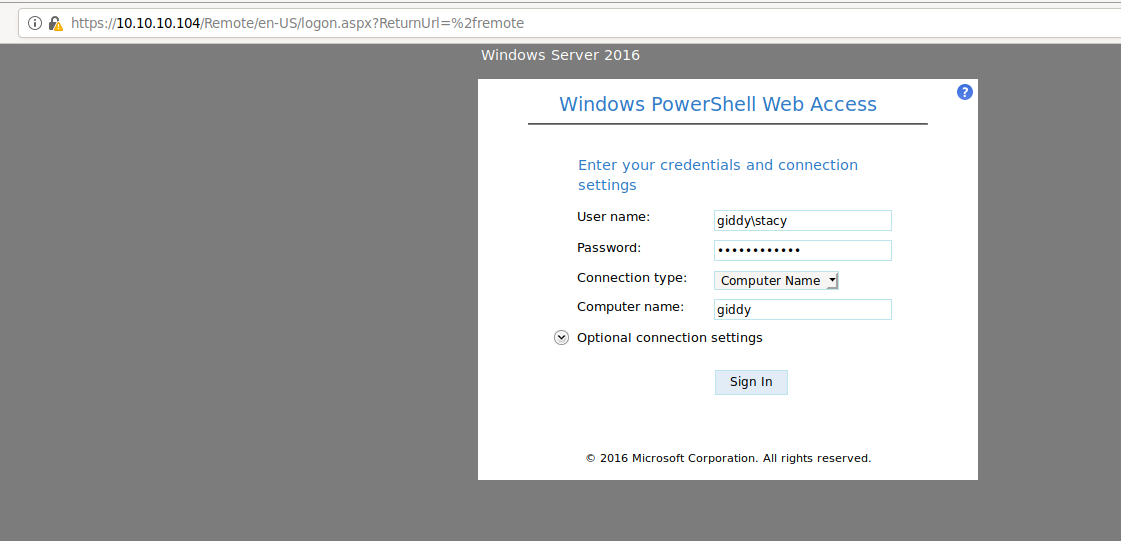 https://10.10.10.104/Remote/en-US/logon.aspx?ReturnUrl=%2fremote
Windows Server 2016
Windows PowerShell Web Access
?
Enter your credentials and connection
settings
User name: giddy\stacy
Password: ••••••••••••
Connection type: Computer Name
Computer name: giddy
Optional connection settings
Sign In
© 2016 Microsoft Corporation. All rights reserved.